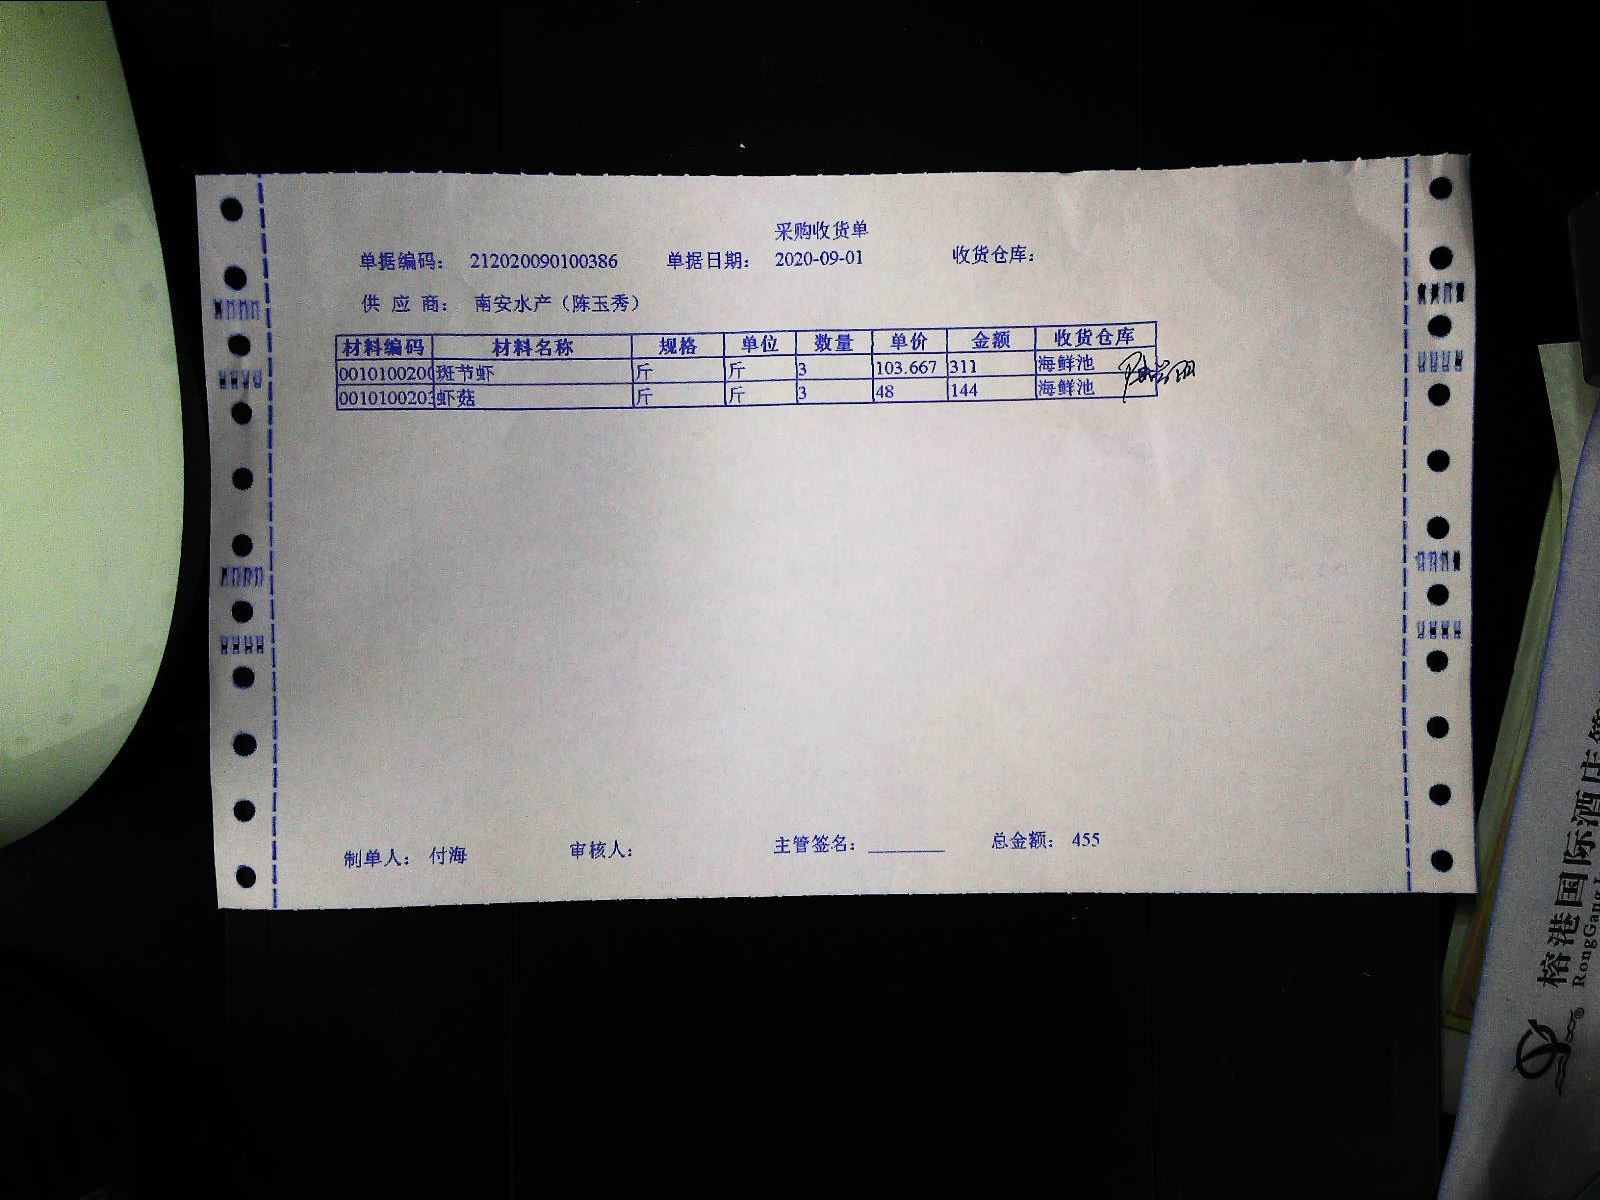 采购收货单
单据编码： 212020090100386 单据日期： 2020-09-01 收货仓库：
供 应 商： 南安水产（陈玉秀）
材料编码 材料名称 规格 单位 数量 单价 金额 收货仓库
0010100200 斑节虾 斤 斤 3 103.667 311 海鲜池
0010100203 虾菇 斤 斤 3 48 144 海鲜池
制单人： 付海 审核人： 主管签名： ________ 总金额： 455
榕港国际酒庄
RongGang